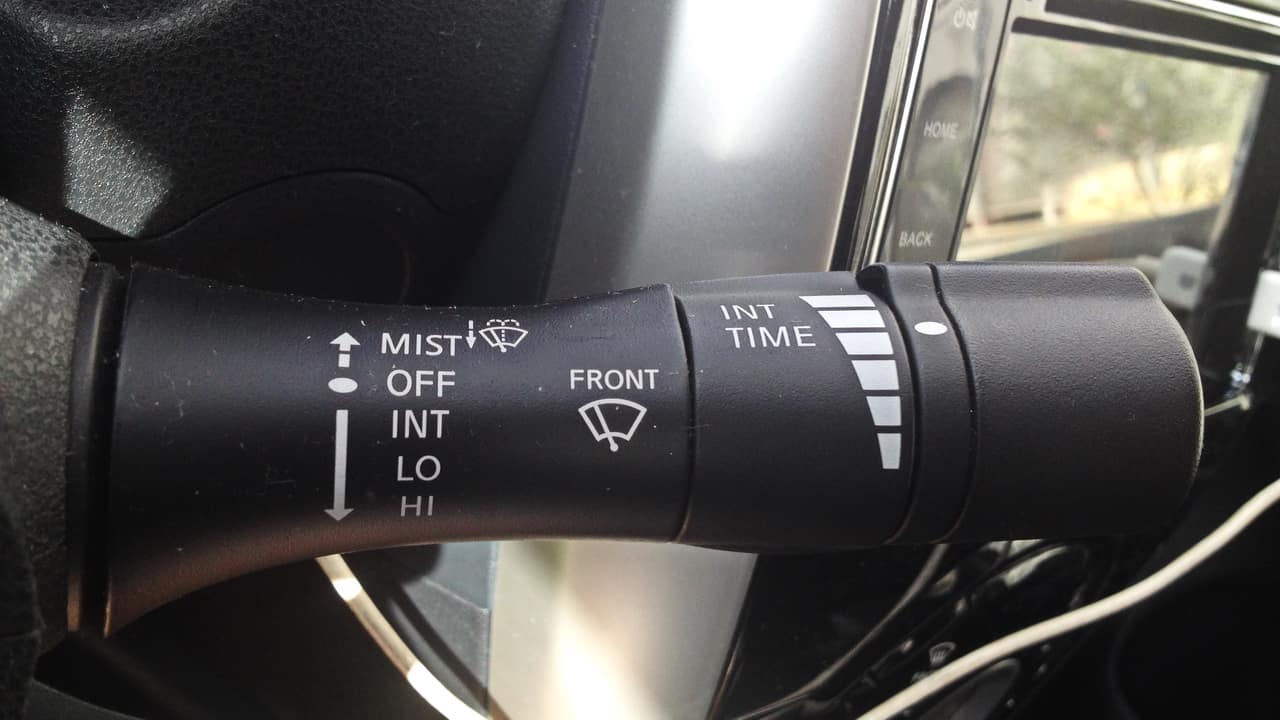 MIST
OFF
INT
LO
HI
FRONT
INT
TIME
HOME
BACK